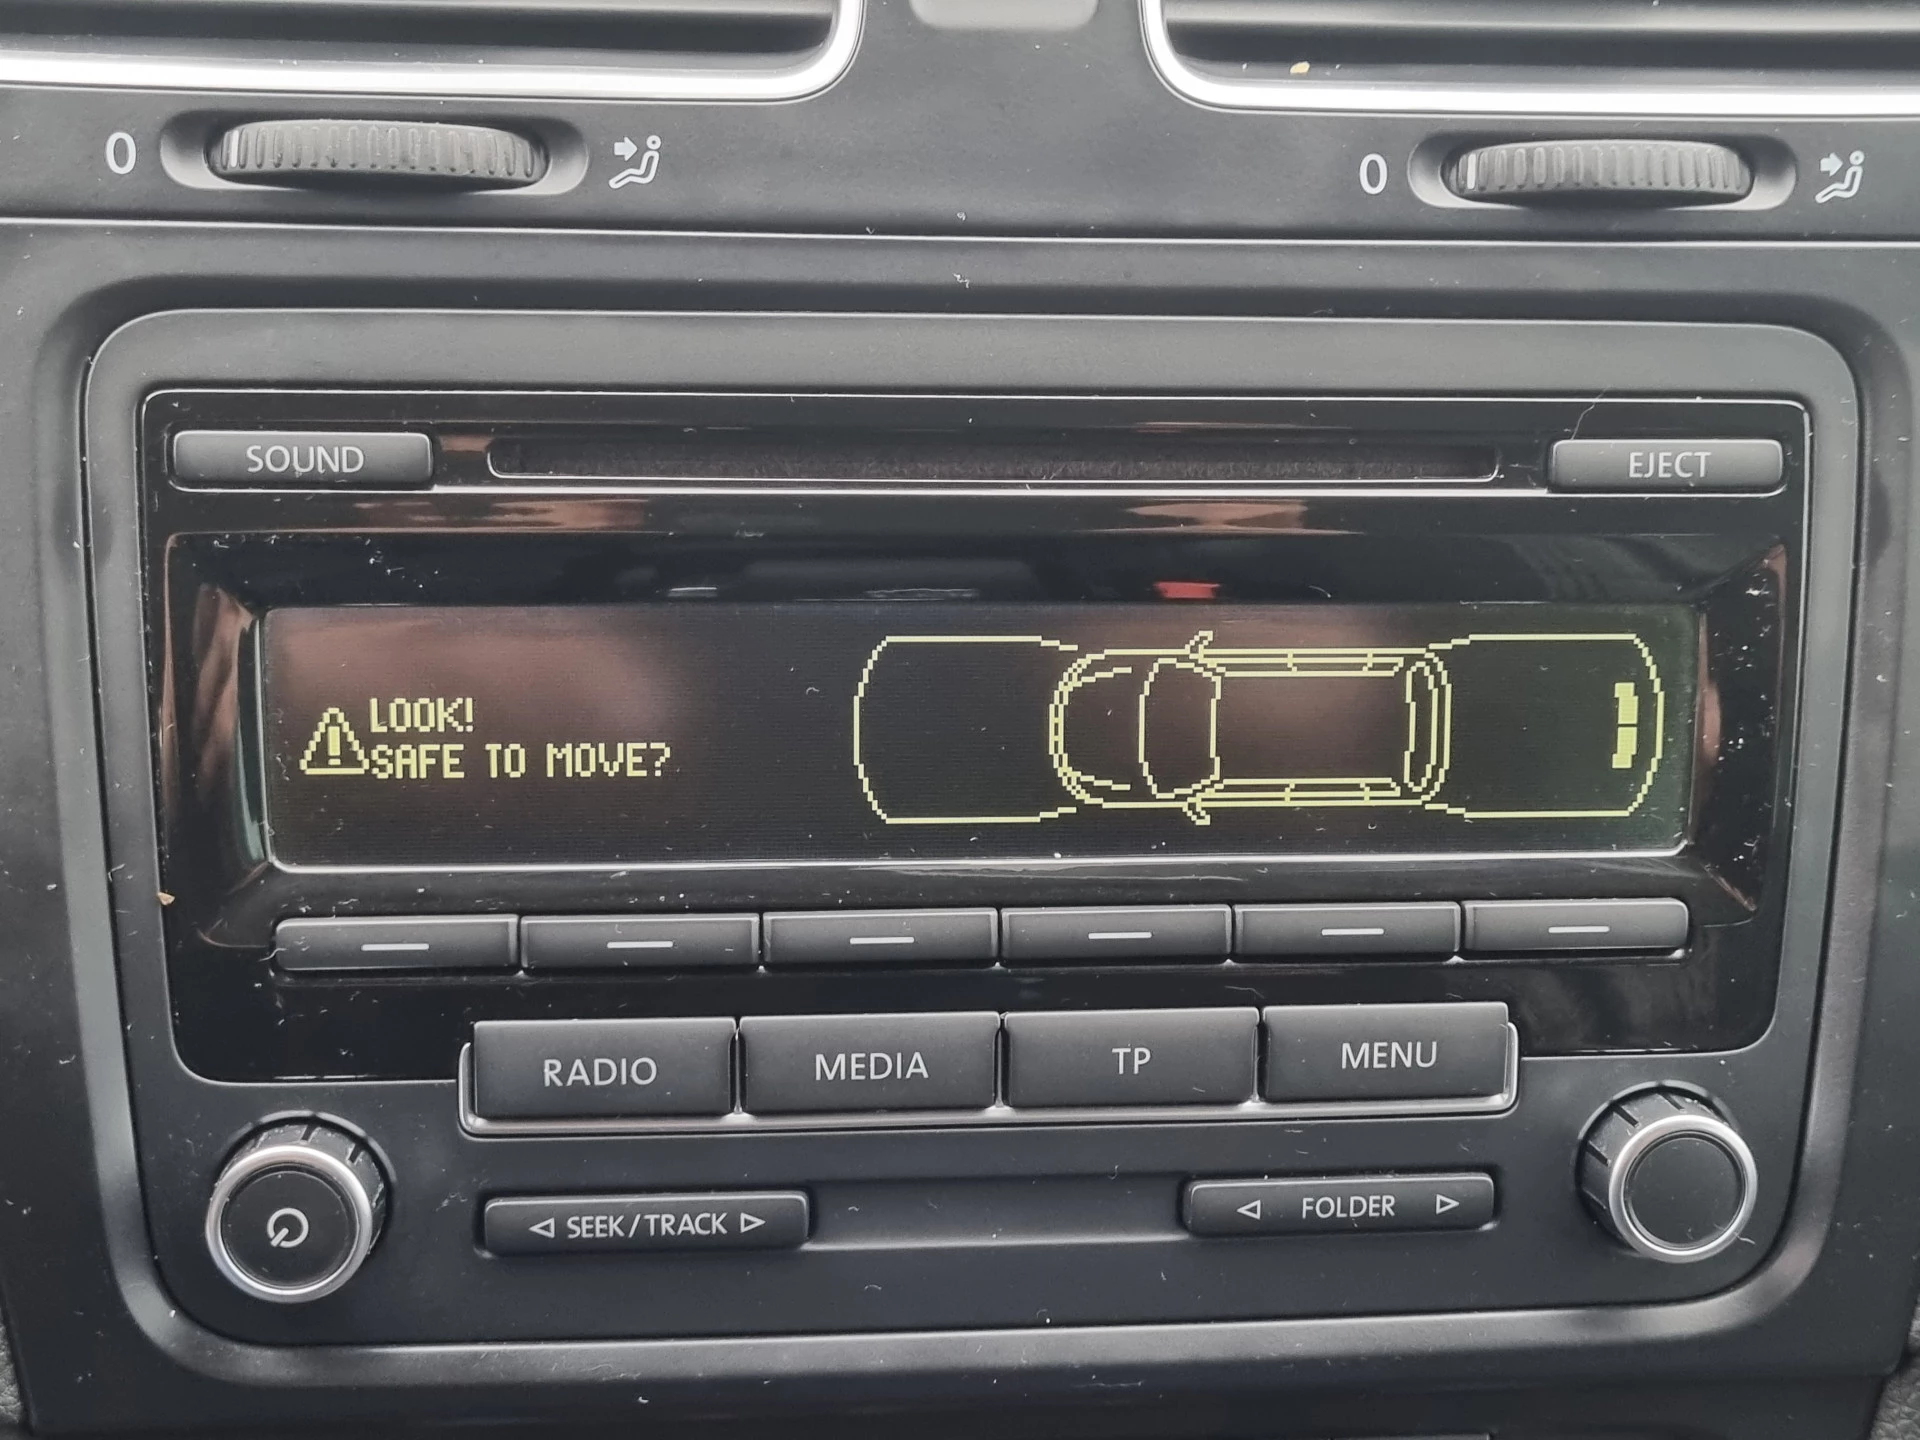 0
0
SOUND
EJECT
LOOK!
SAFE TO MOVE?
RADIO
MEDIA
TP
MENU
SEEK/TRACK
FOLDER